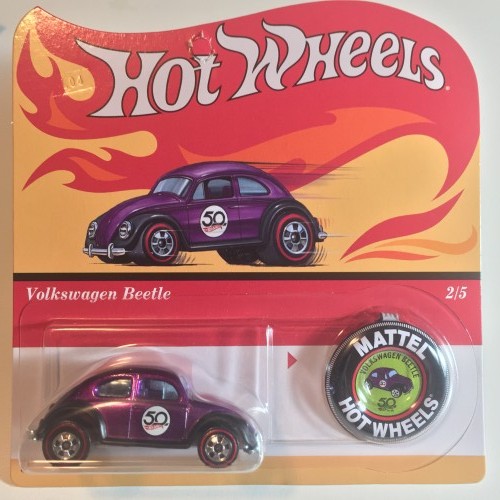 HOT WHEELS®
50
Volkswagen Beetle
2/5
50
MATTEL
VOLKSWAGEN BEETLE
50
HOT WHEELS